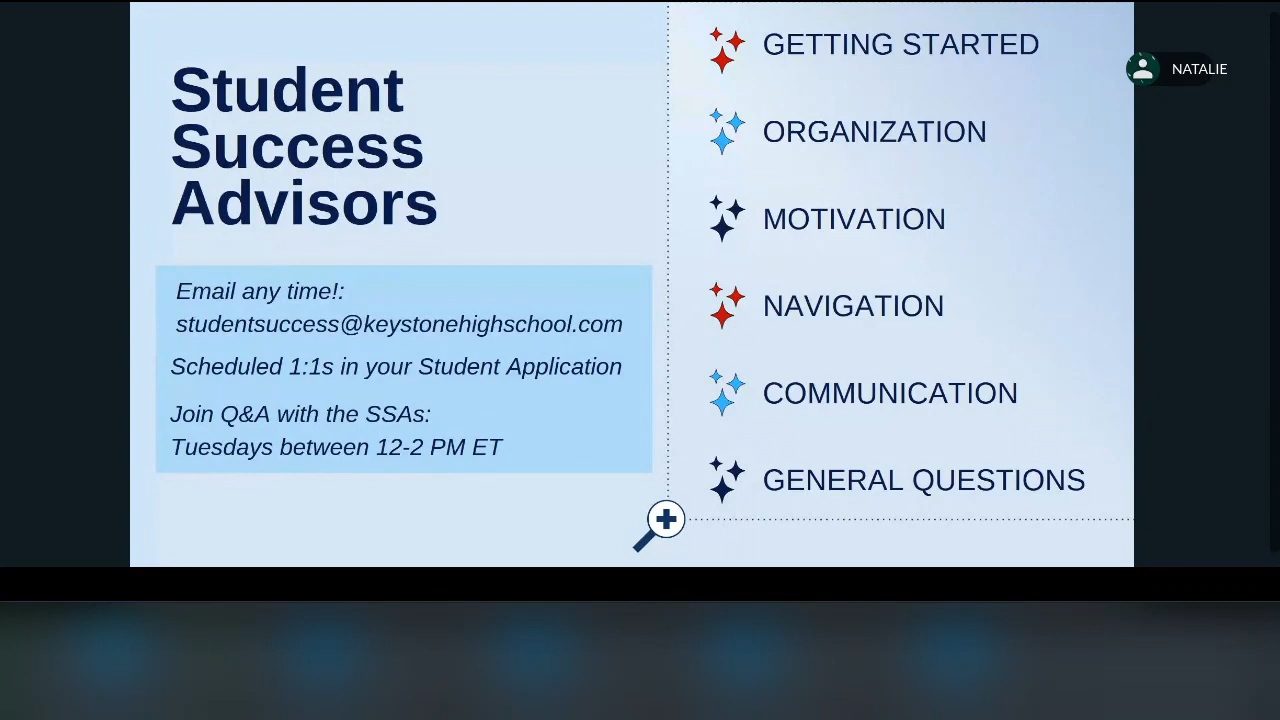 Student
Success
Advisors
Email any time!:
studentsuccess@keystonehighschool.com
Scheduled 1:1s in your Student Application
Join Q&A with the SSAs:
Tuesdays between 12-2 PM ET
GETTING STARTED
ORGANIZATION
MOTIVATION
NAVIGATION
COMMUNICATION
GENERAL QUESTIONS
NATALIE